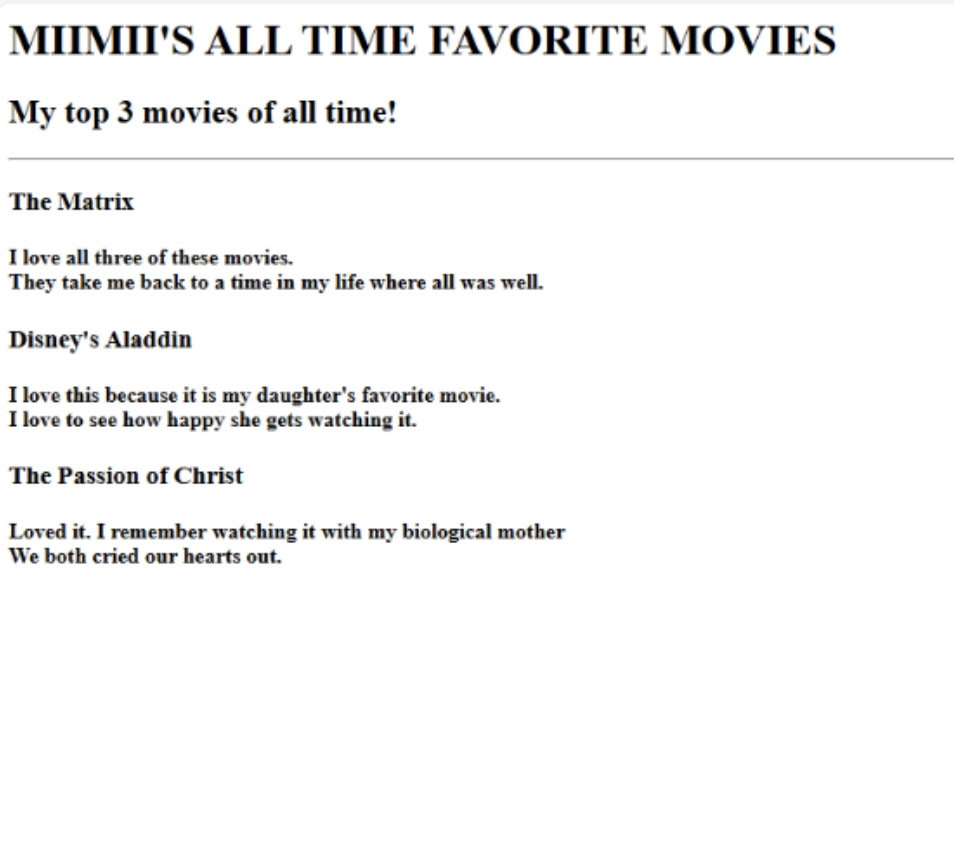 MIIMII'S ALL TIME FAVORITE MOVIES
My top 3 movies of all time!
The Matrix
I love all three of these movies.
They take me back to a time in my life where all was well.
Disney's Aladdin
I love this because it is my daughter's favorite movie.
I love to see how happy she gets watching it.
The Passion of Christ
Loved it. I remember watching it with my biological mother
We both cried our hearts out.